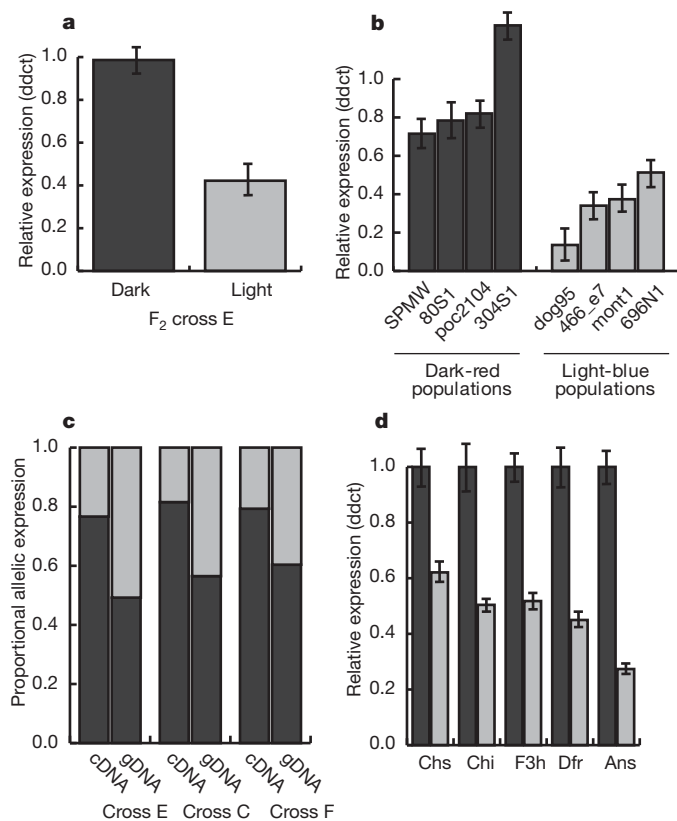 a
Relative expression (ddct)
1.0
0.8
0.6
0.4
0.2
0.0
Dark Light
F2 cross E
b
Relative expression (ddct)
1.0
0.8
0.6
0.4
0.2
0.0
SPMW
80S1
poc2104
304S1
dog95
466_e7
mont1
696N1
Dark-red
populations
Light-blue
populations
c
Proportional allelic expression
1.0
0.8
0.6
0.4
0.2
0.0
cDNA
gDNA
cDNA
gDNA
cDNA
gDNA
Cross E Cross C Cross F
d
Relative expression (ddct)
1.0
0.8
0.6
0.4
0.2
0.0
Chs Chi F3h Dfr Ans